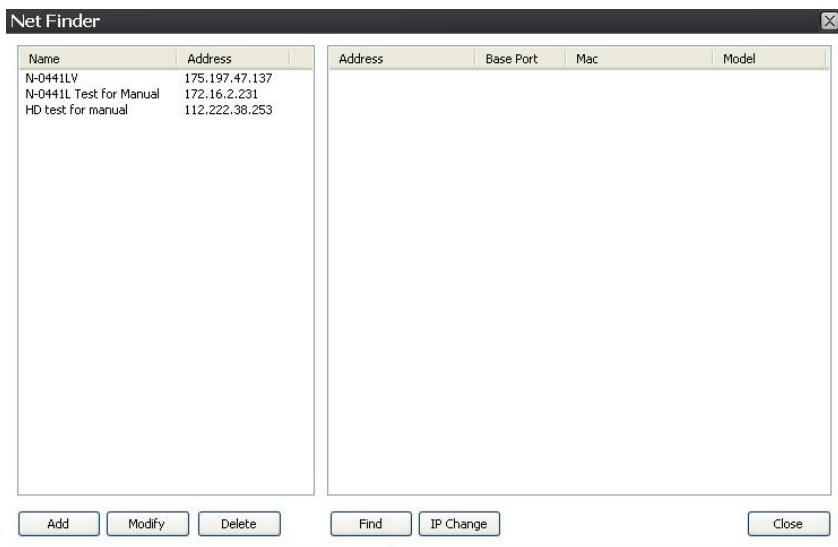 Net Finder
Name Address
N-0441LV 175.197.47.137
N-0441L Test for Manual 172.16.2.231
HD test for manual 112.222.38.253
Address Base Port Mac Model
Add Modify Delete Find IP Change Close